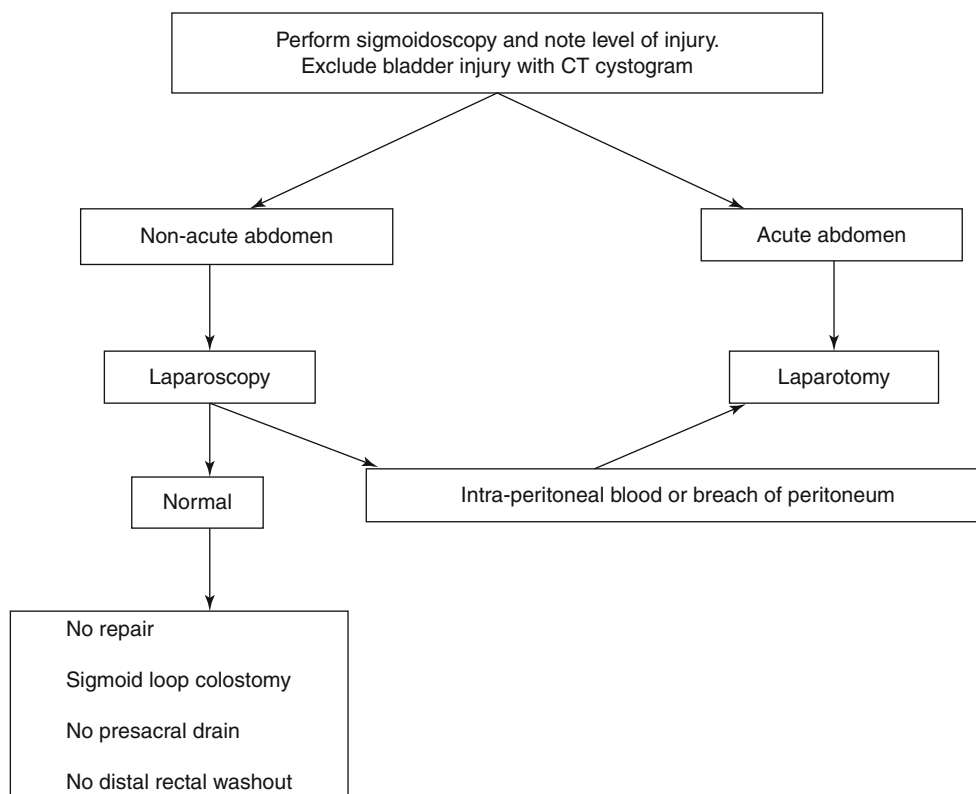 Perform sigmoidoscopy and note level of injury.
Exclude bladder injury with CT cystogram
Non-acute abdomen
Acute abdomen
Laparoscopy
Laparotomy
Normal
Intra-peritoneal blood or breach of peritoneum
No repair
Sigmoid loop colostomy
No presacral drain
No distal rectal washout